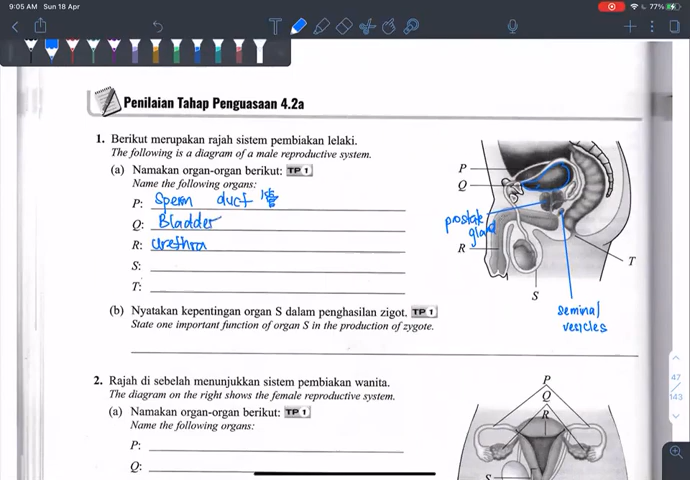 9:05 AM Sun 18 Apr
77%
Penilaian Tahap Penguasaan 4.2a
1. Berikut merupakan rajah sistem pembiakan lelaki.
The following is a diagram of a male reproductive system.
(a) Namakan organ-organ berikut: TP 1
Name the following organs:
P: Sperm duct 管
Q: Bladder
R: Urethra
S:
T:
P
Q
postate gland
R
T
S
seminal vesicles
(b) Nyatakan kepentingan organ S dalam penghasilan zigot. TP 1
State one important function of organ S in the production of zygote.
2. Rajah di sebelah menunjukkan sistem pembiakan wanita.
The diagram on the right shows the female reproductive system.
(a) Namakan organ-organ berikut: TP 1
Name the following organs:
P:
Q:
P
Q
R
S
47
143